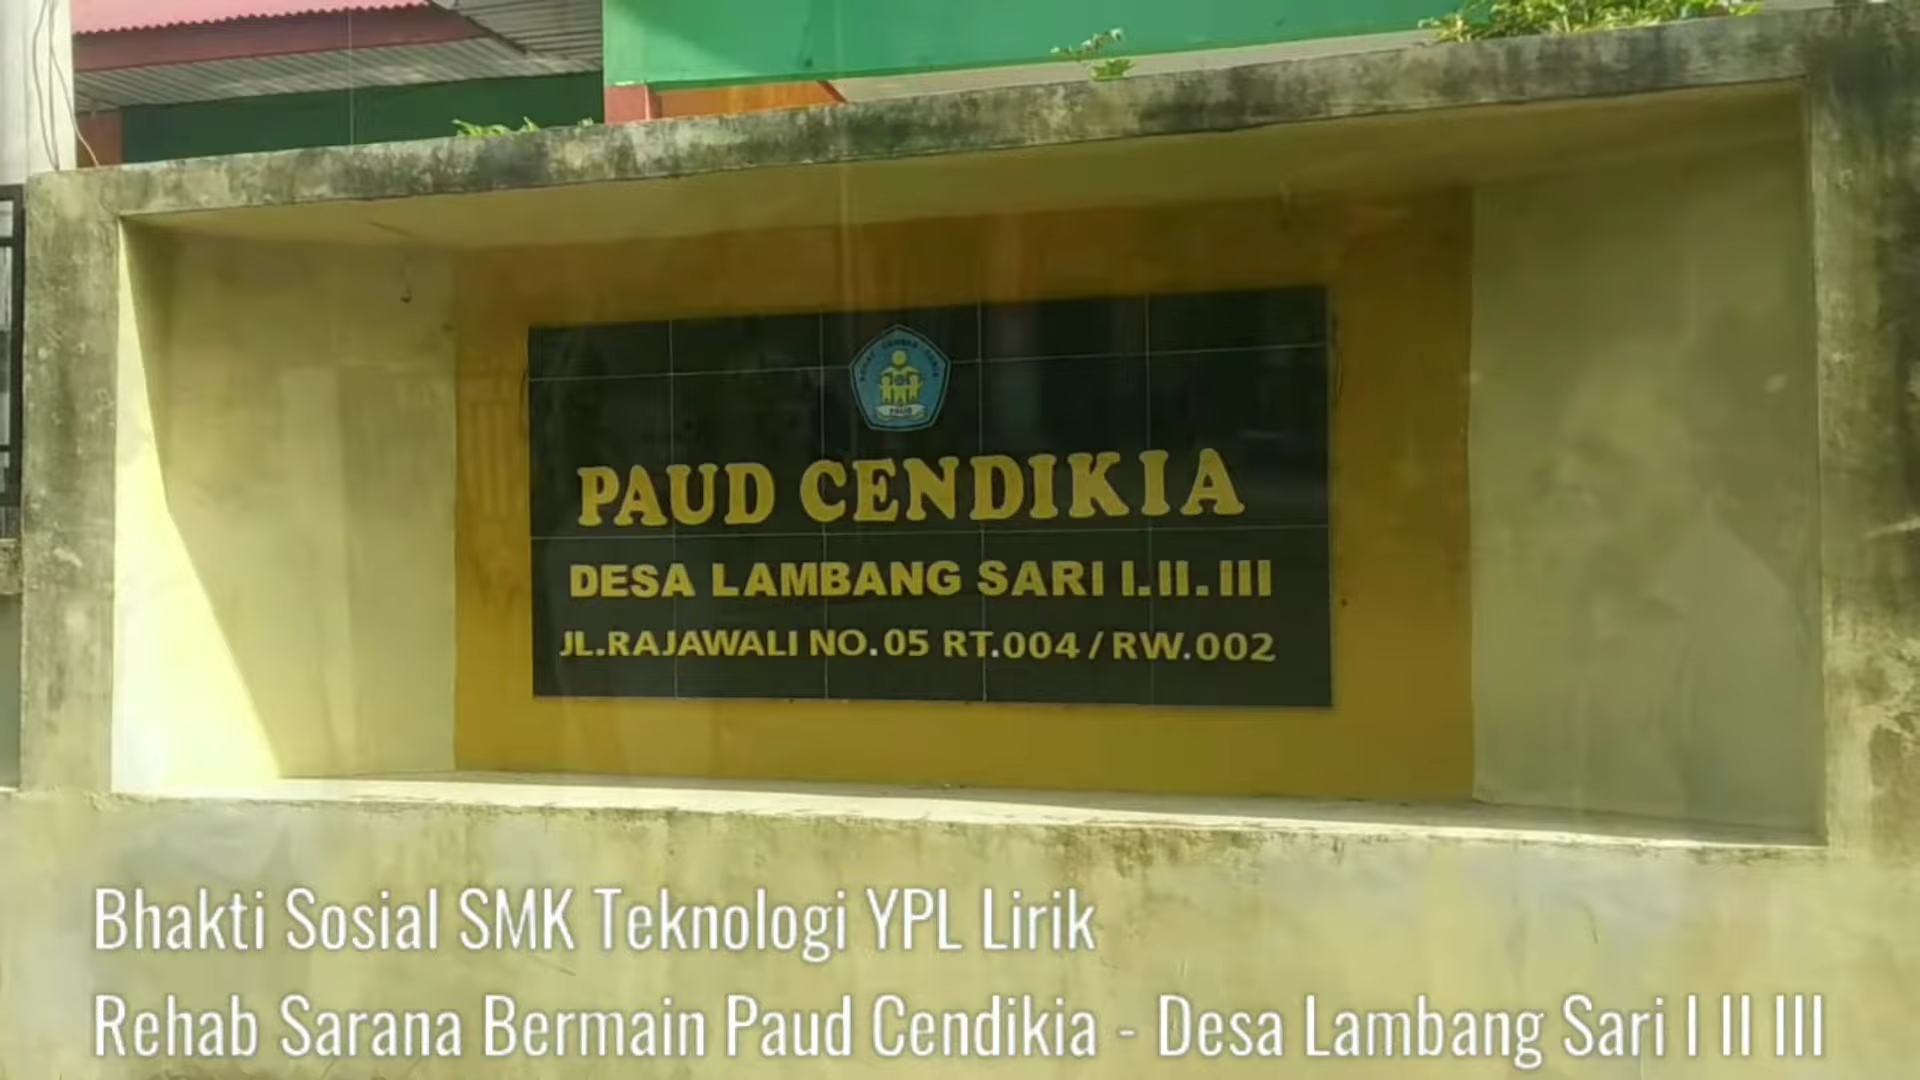 PAUD
PAUD CENDIKIA
DESA LAMBANG SARI I.II.III
JL.RAJAWALI NO.05 RT.004 / RW.002
Bhakti Sosial SMK Teknologi YPL Lirik
Rehab Sarana Bermain Paud Cendikia - Desa Lambang Sari I II III